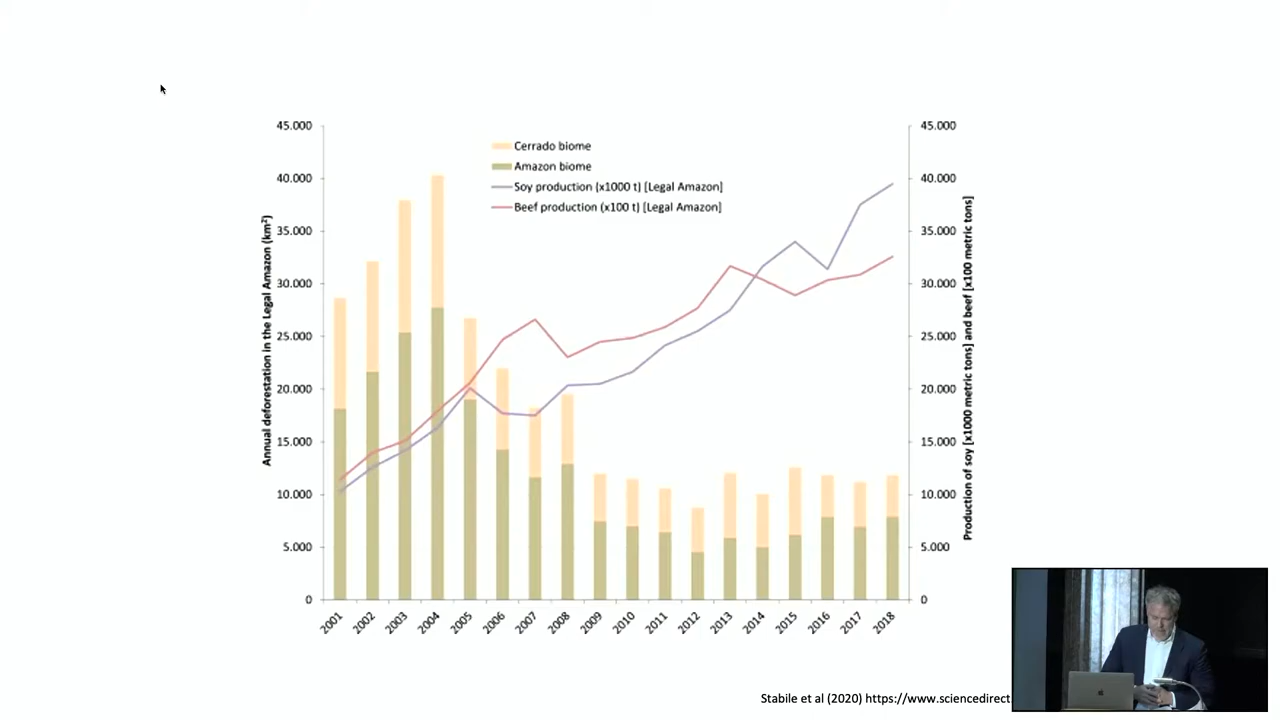 45.000
40.000
35.000
30.000
25.000
20.000
15.000
10.000
5.000
0
Annual deforestation in the Legal Amazon (km²)
Cerrado biome
Amazon biome
Soy production (x1000 t) [Legal Amazon]
Beef production (x100 t) [Legal Amazon]
45.000
40.000
35.000
30.000
25.000
20.000
15.000
10.000
5.000
0
Production of soy [x1000 metric tons] and beef [x100 metric tons]
2001 2002 2003 2004 2005 2006 2007 2008 2009 2010 2011 2012 2013 2014 2015 2016 2017 2018
Stabile et al (2020) https://www.sciencedirect